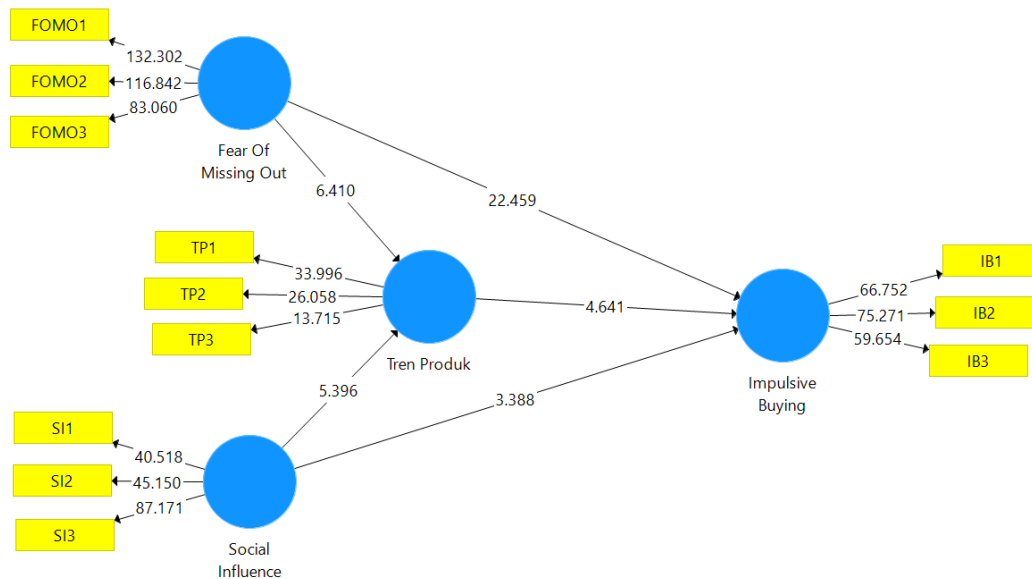 FOMO1
132.302
FOMO2
116.842
FOMO3
83.060
Fear Of
Missing Out
6.410
22.459
TP1
33.996
TP2
26.058
TP3
13.715
Tren Produk
4.641
IB1
66.752
IB2
75.271
IB3
59.654
Impulsive
Buying
5.396
3.388
SI1
40.518
SI2
45.150
SI3
87.171
Social
Influence